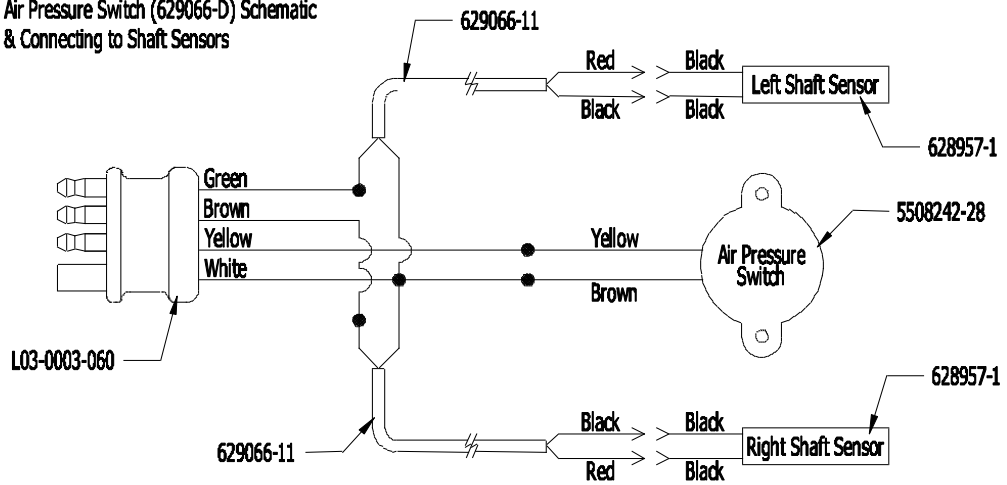 Air Pressure Switch (629066-D) Schematic
& Connecting to Shaft Sensors
629066-11
Red
Black
Black
Black
Left Shaft Sensor
628957-1
Green
Brown
Yellow
White
Yellow
Brown
5508242-28
Air Pressure
Switch
L03-0003-060
628957-1
629066-11
Black
Black
Red
Black
Right Shaft Sensor